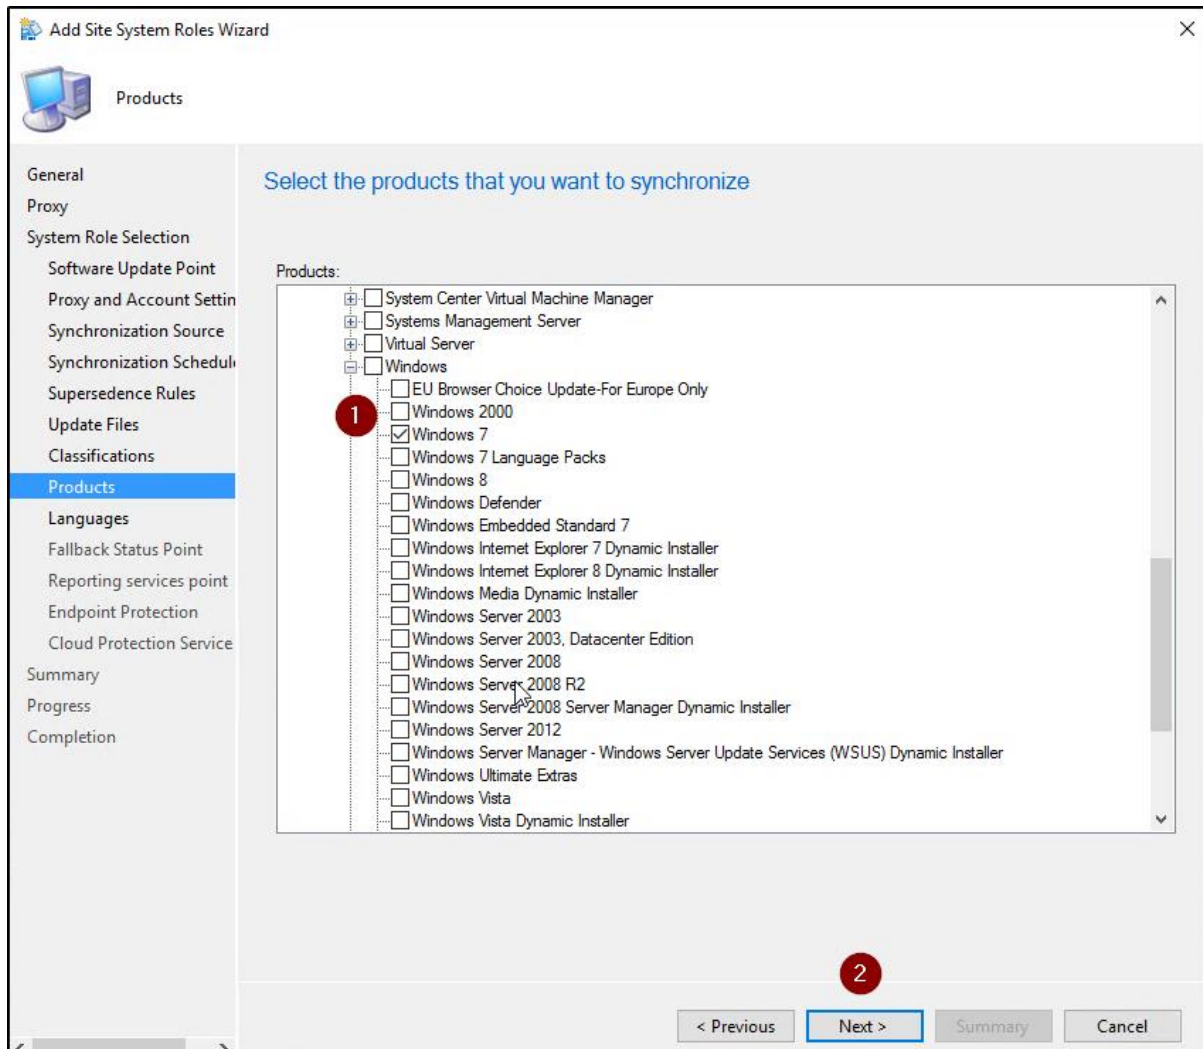 Add Site System Roles Wizard
Products
General
Proxy
System Role Selection
Software Update Point
Proxy and Account Settin
Synchronization Source
Synchronization Schedul
Supersedence Rules
Update Files
Classifications
Products
Languages
Fallback Status Point
Reporting services point
Endpoint Protection
Cloud Protection Service
Summary
Progress
Completion
Select the products that you want to synchronize
Products:
System Center Virtual Machine Manager
Systems Management Server
Virtual Server
Windows
EU Browser Choice Update-For Europe Only
1
Windows 2000
Windows 7
Windows 7 Language Packs
Windows 8
Windows Defender
Windows Embedded Standard 7
Windows Internet Explorer 7 Dynamic Installer
Windows Internet Explorer 8 Dynamic Installer
Windows Media Dynamic Installer
Windows Server 2003
Windows Server 2003, Datacenter Edition
Windows Server 2008
Windows Server 2008 R2
Windows Server 2008 Server Manager Dynamic Installer
Windows Server 2012
Windows Server Manager - Windows Server Update Services (WSUS) Dynamic Installer
Windows Ultimate Extras
Windows Vista
Windows Vista Dynamic Installer
2
< Previous
Next >
Summary
Cancel